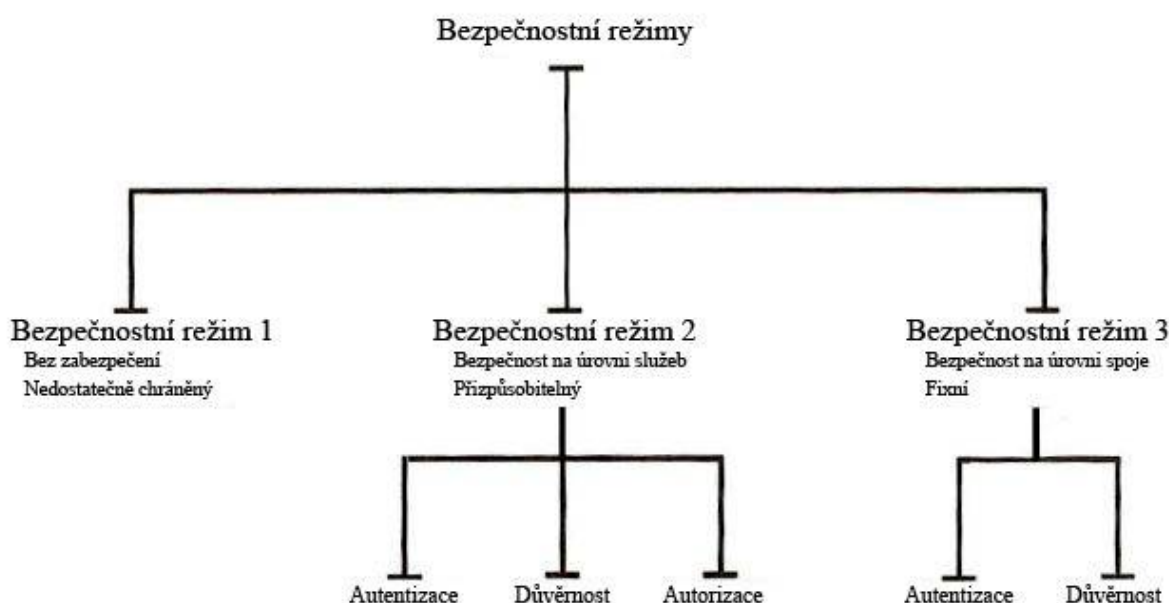 Bezpečnostní režimy
Bezpečnostní režim 1
Bez zabezpečení
Nedostatečně chráněný
Bezpečnostní režim 2
Bezpečnost na úrovni služeb
Přizpůsobitelný
Bezpečnostní režim 3
Bezpečnost na úrovni spoje
Fixní
Autentizace
Důvěrnost
Autorizace
Autentizace
Důvěrnost